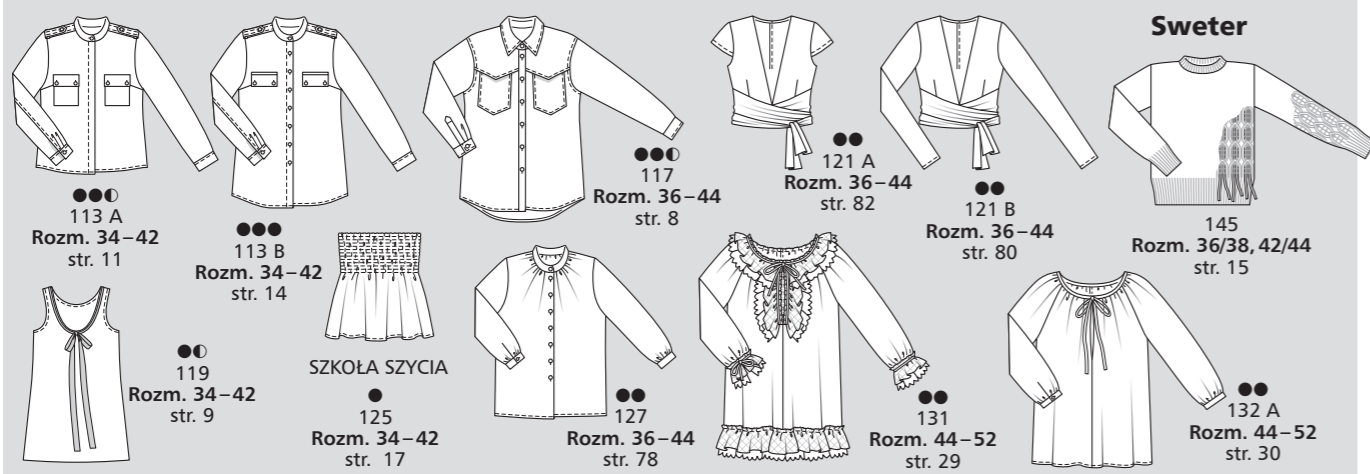 Sweter
●●◐
113 A
Rozm. 34–42
str. 11
●●●
113 B
Rozm. 34–42
str. 14
●●◐
117
Rozm. 36–44
str. 8
●●
121 A
Rozm. 36–44
str. 82
●●
121 B
Rozm. 36–44
str. 80
145
Rozm. 36/38, 42/44
str. 15
●◐
119
Rozm. 34–42
str. 9
SZKOŁA SZYCIA
●
125
Rozm. 34–42
str. 17
●●
127
Rozm. 36–44
str. 78
●●
131
Rozm. 44–52
str. 29
●●
132 A
Rozm. 44–52
str. 30